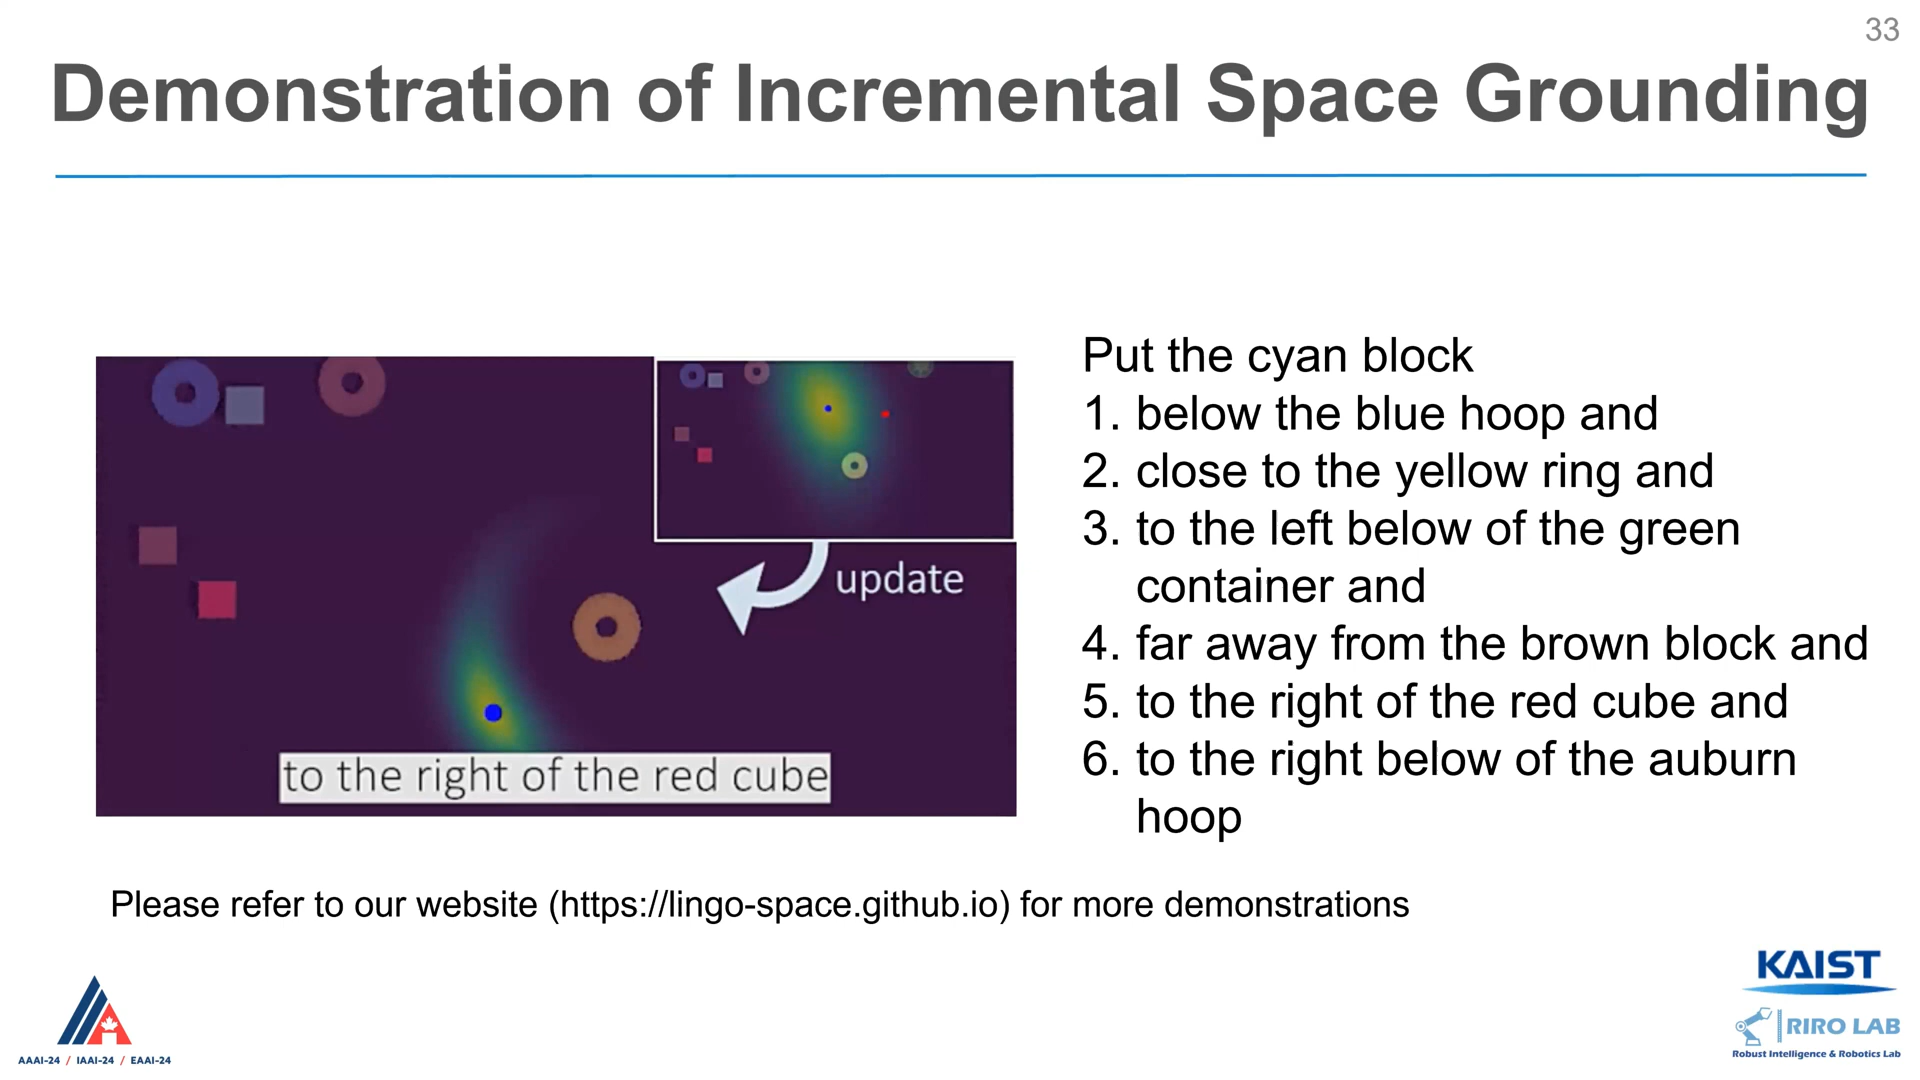 33
Demonstration of Incremental Space Grounding
Put the cyan block
1. below the blue hoop and
2. close to the yellow ring and
3. to the left below of the green
container and
4. far away from the brown block and
5. to the right of the red cube and
6. to the right below of the auburn
hoop
update
to the right of the red cube
Please refer to our website (https://lingo-space.github.io) for more demonstrations
AAAI-24 / IAAI-24 / EAAI-24
KAIST
RIRO LAB
Robust Intelligence & Robotics Lab